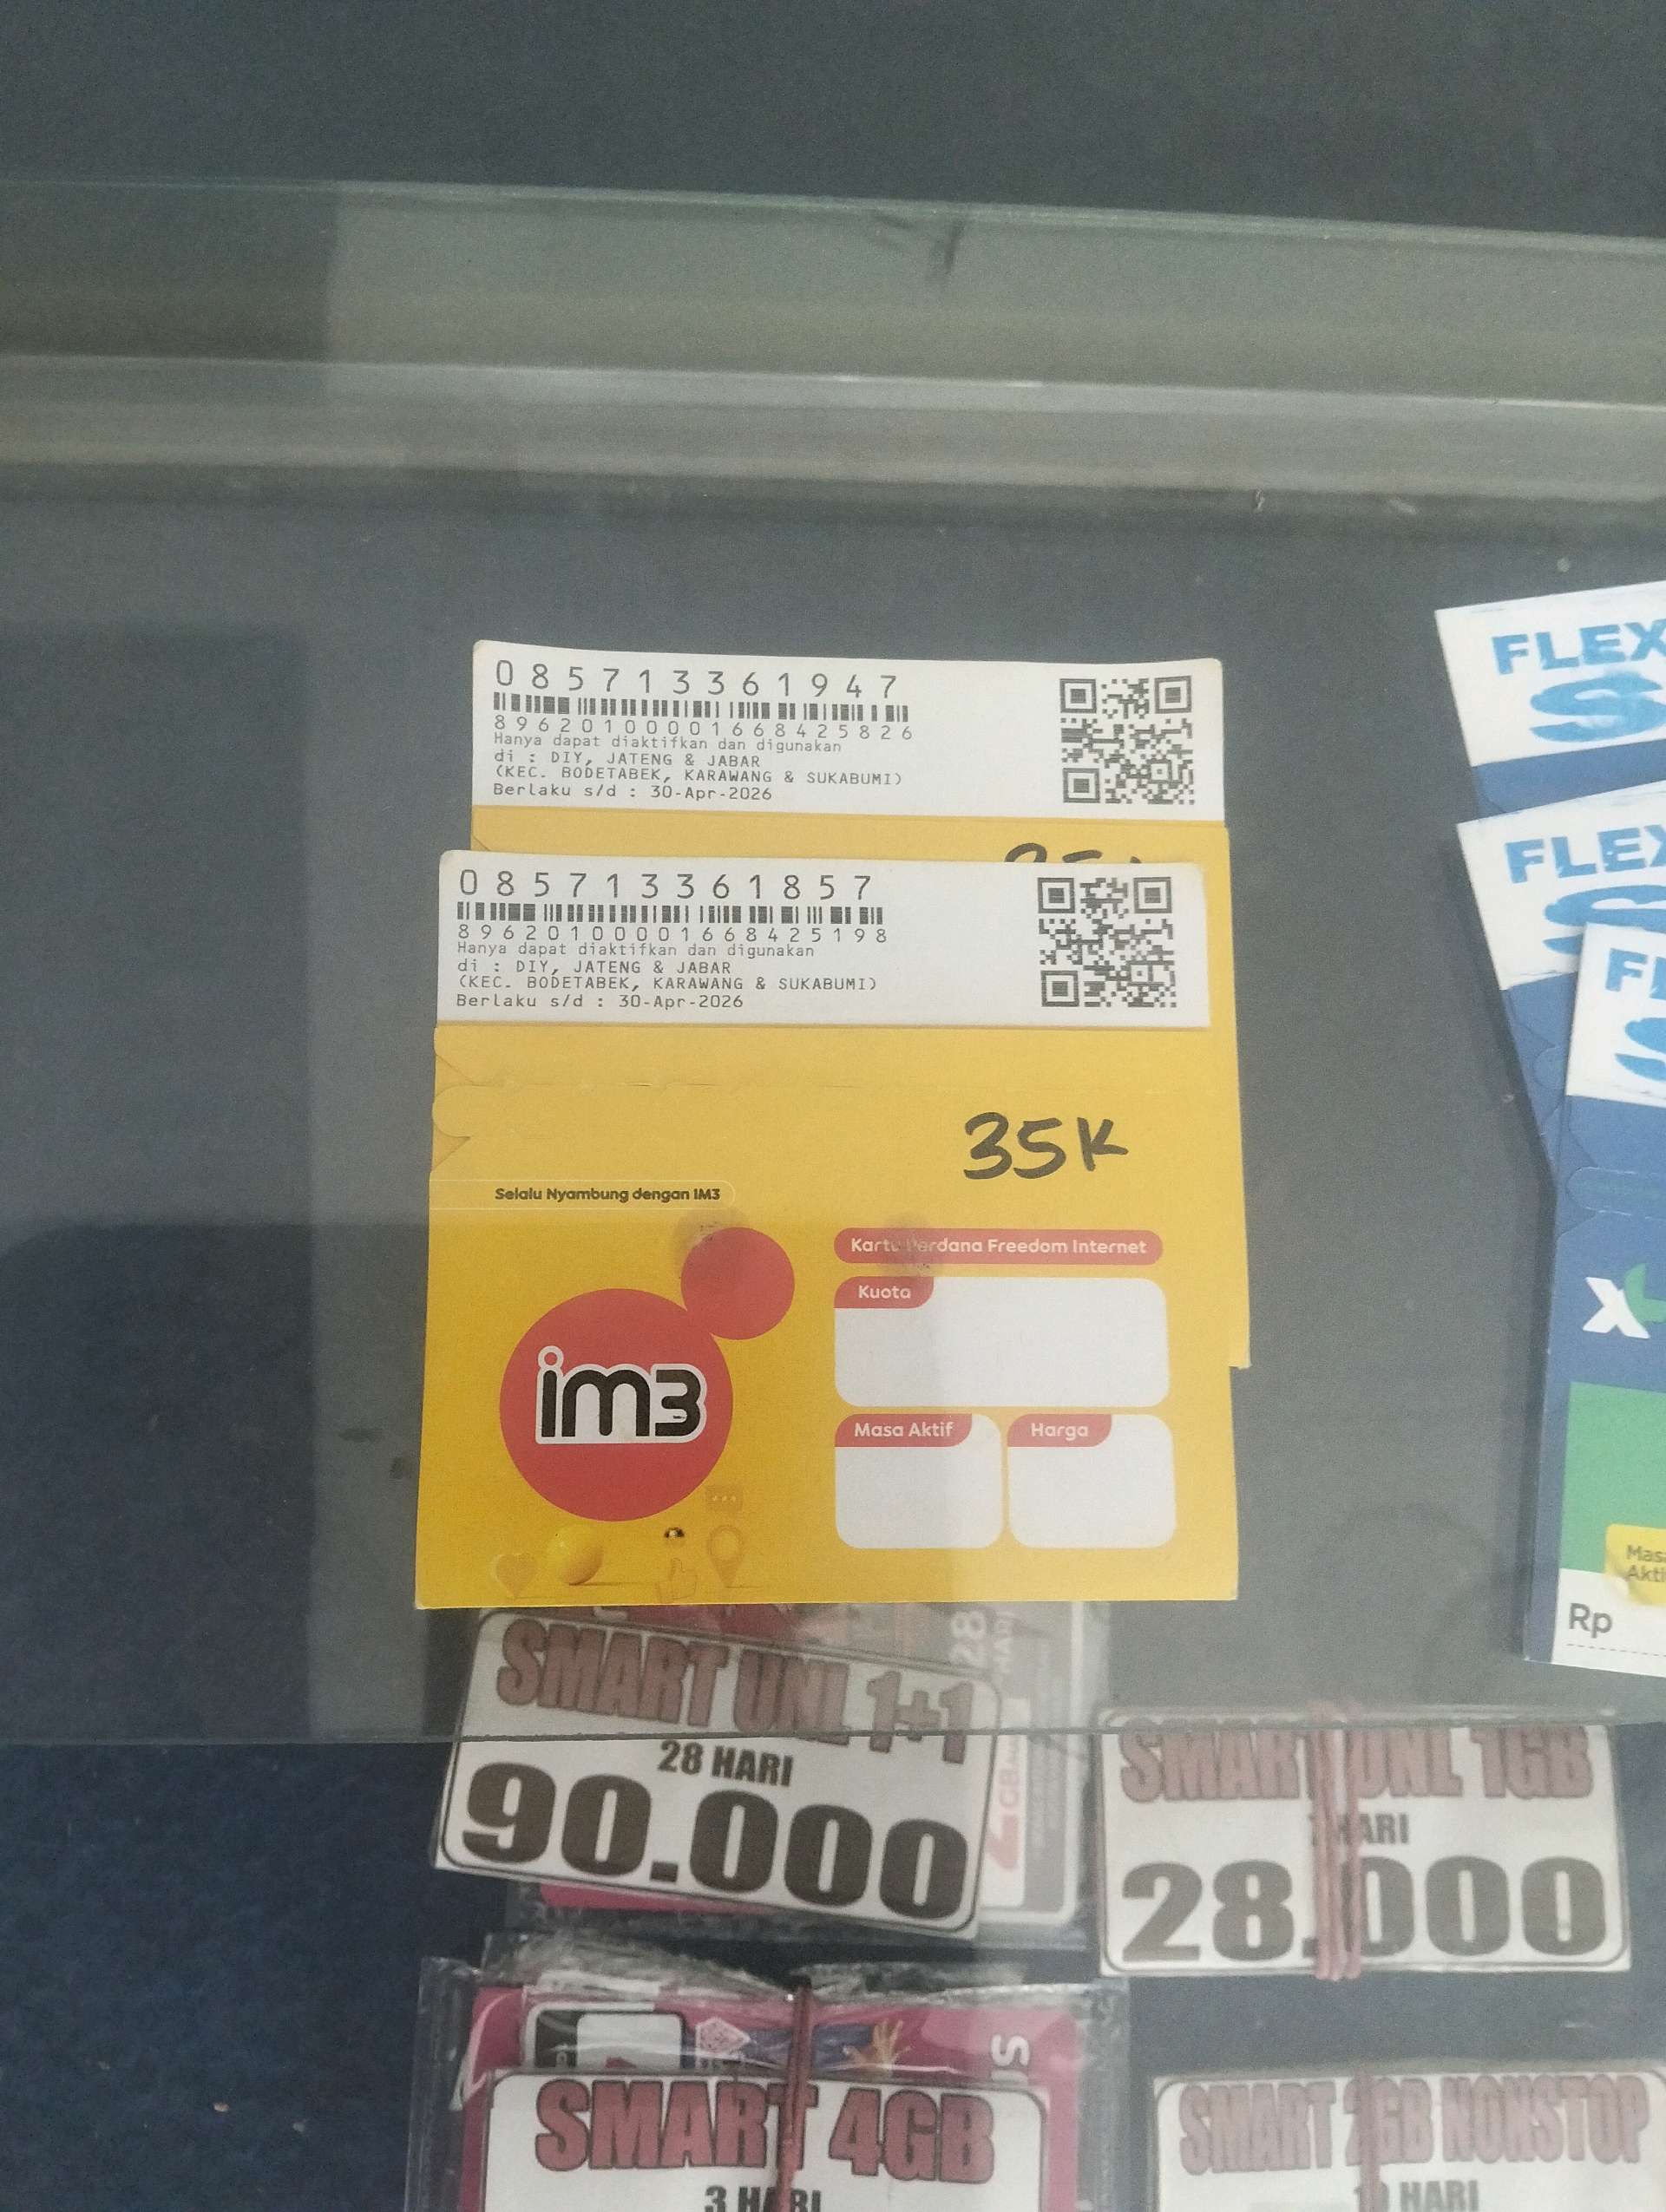 085713361947
89620100001668425826
Hanya dapat diaktifkan dan digunakan
di : DIY, JATENG & JABAR
(KEC. BODETABEK, KARAWANG & SUKABUMI)
Berlaku s/d : 30-Apr-2026
085713361857
89620100001668425198
Hanya dapat diaktifkan dan digunakan
di : DIY, JATENG & JABAR
(KEC. BODETABEK, KARAWANG & SUKABUMI)
Berlaku s/d : 30-Apr-2026
35K
Selalu Nyambung dengan IM3
Kartu Perdana Freedom Internet
Kuota
im3
Masa Aktif
Harga
FLEX
S
FLEX
Rp
28
HARI
SMART UNL 1+1
28 HARI
90.000
2GB
SMART UNL 1GB
HARI
28.000
SMART 4GB
3 HARI
SMART 2GB NONSTOP
HARI